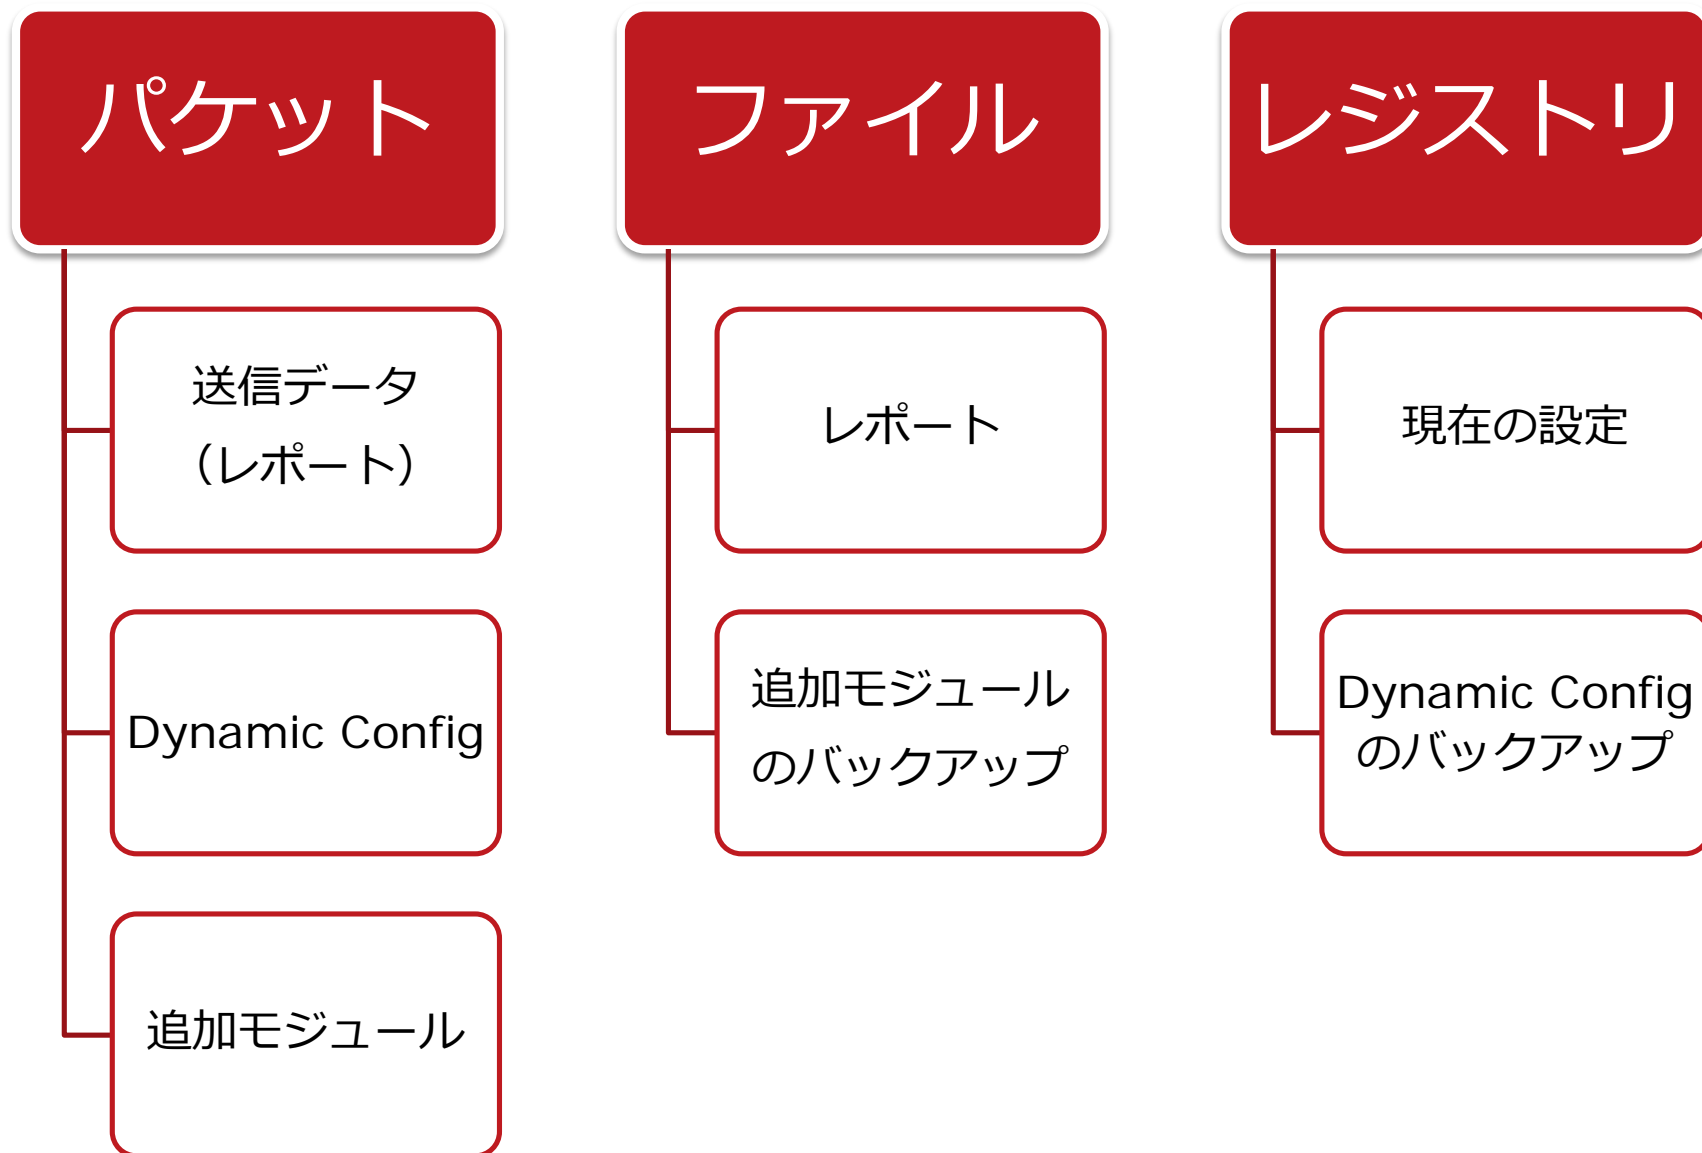 パケット
送信データ
（レポート）
Dynamic Config
追加モジュール
ファイル
レポート
追加モジュール
のバックアップ
レジストリ
現在の設定
Dynamic Config
のバックアップ